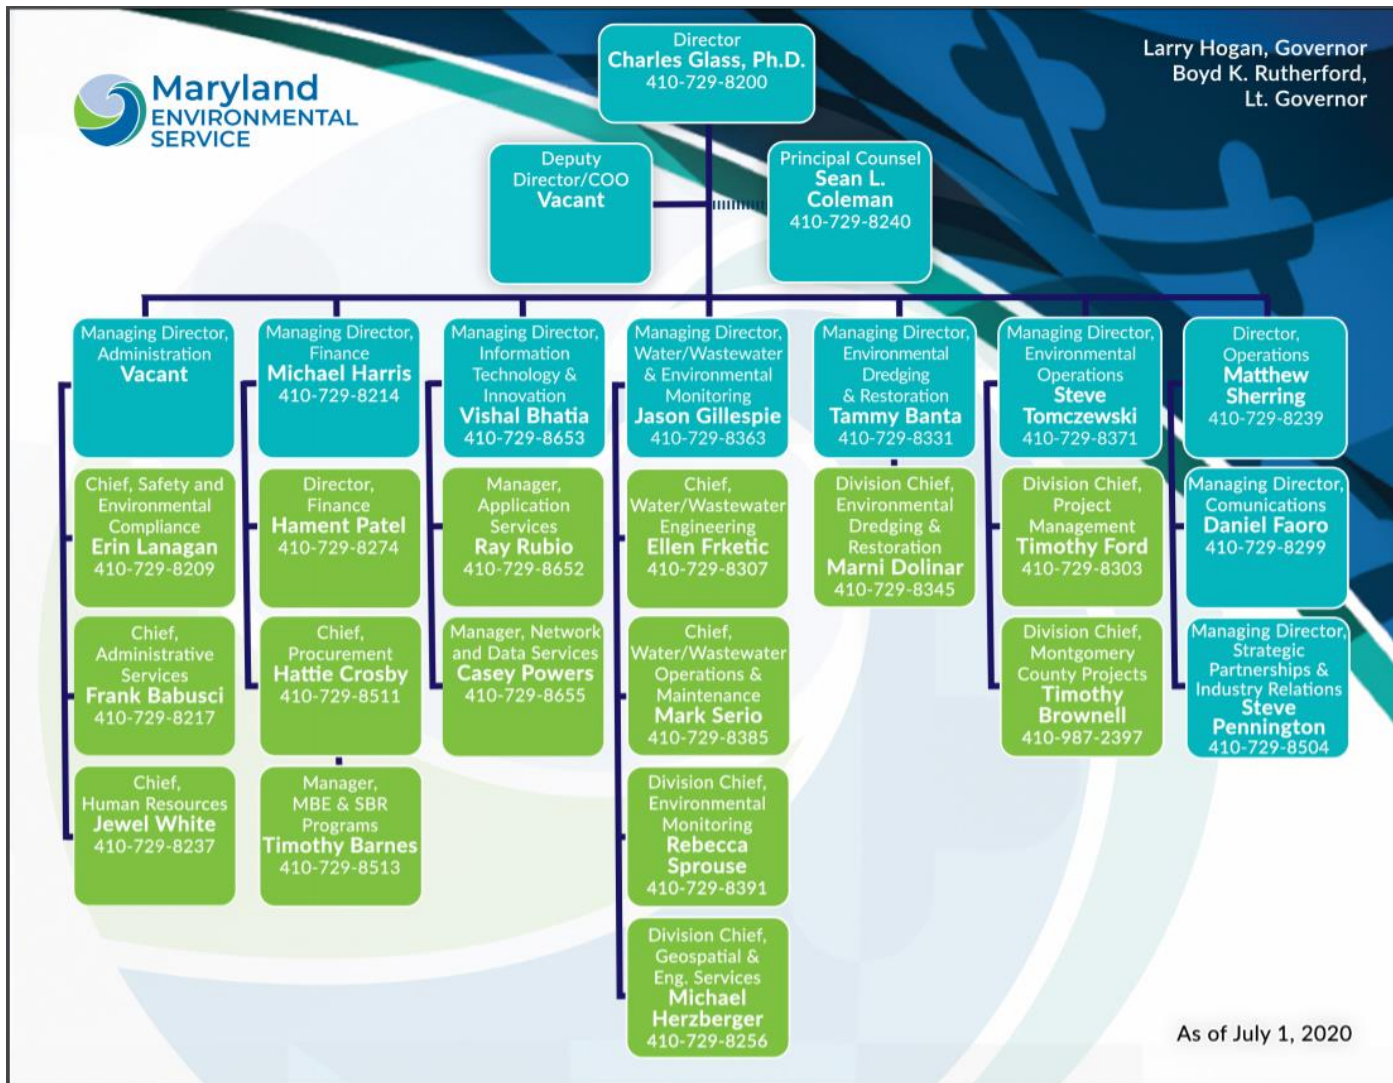 Director
Charles Glass, Ph.D.
410-729-8200
Larry Hogan, Governor
Boyd K. Rutherford,
Lt. Governor
Maryland
ENVIRONMENTAL
SERVICE
Deputy
Director/COO
Vacant
Principal Counsel
Sean L.
Coleman
410-729-8240
Managing Director,
Administration
Vacant
Managing Director,
Finance
Michael Harris
410-729-8214
Managing Director,
Information
Technology &
Innovation
Vishal Bhatia
410-729-8653
Managing Director,
Water/Wastewater
& Environmental
Monitoring
Jason Gillespie
410-729-8363
Managing Director,
Environmental
Dredging
& Restoration
Tammy Banta
410-729-8331
Managing Director,
Environmental
Operations
Steve
Tomczewski
410-729-8371
Director,
Operations
Matthew
Sherring
410-729-8239
Chief, Safety and
Environmental
Compliance
Erin Lanagan
410-729-8209
Director,
Finance
Hament Patel
410-729-8274
Manager,
Application
Services
Ray Rubio
410-729-8652
Chief,
Water/Wastewater
Engineering
Ellen Frketic
410-729-8307
Division Chief,
Environmental
Dredging &
Restoration
Marni Dolinar
410-729-8345
Division Chief,
Project
Management
Timothy Ford
410-729-8303
Managing Director,
Comunications
Daniel Faoro
410-729-8299
Chief,
Administrative
Services
Frank Babusci
410-729-8217
Chief,
Procurement
Hattie Crosby
410-729-8511
Manager, Network
and Data Services
Casey Powers
410-729-8655
Chief,
Water/Wastewater
Operations &
Maintenance
Mark Serio
410-729-8385
Division Chief,
Montgomery
County Projects
Timothy
Brownell
410-987-2397
Managing Director,
Strategic
Partnerships &
Industry Relations
Steve
Pennington
410-729-8504
Chief,
Human Resources
Jewel White
410-729-8237
Manager,
MBE & SBR
Programs
Timothy Barnes
410-729-8513
Division Chief,
Environmental
Monitoring
Rebecca
Sprouse
410-729-8391
Division Chief,
Geospatial &
Eng. Services
Michael
Herzberger
410-729-8256
As of July 1, 2020